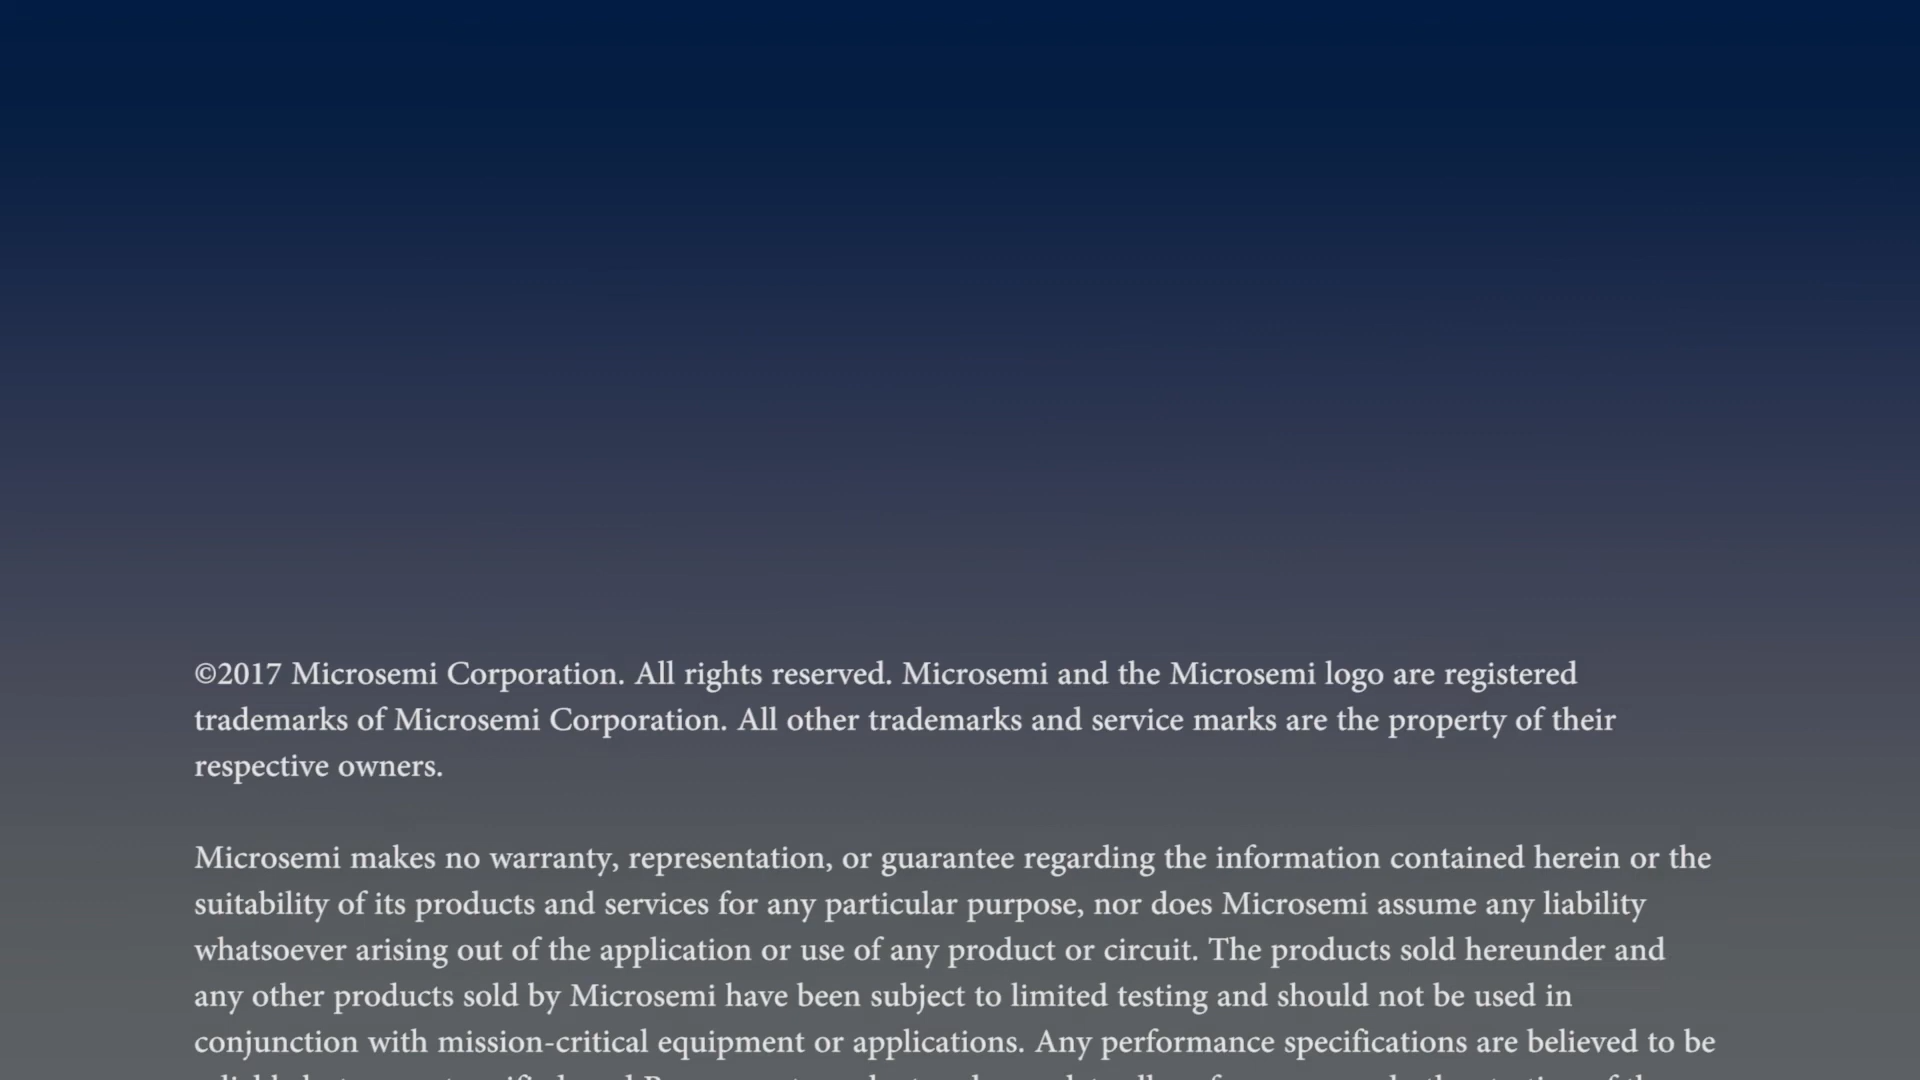 ©2017 Microsemi Corporation. All rights reserved. Microsemi and the Microsemi logo are registered
trademarks of Microsemi Corporation. All other trademarks and service marks are the property of their
respective owners.
Microsemi makes no warranty, representation, or guarantee regarding the information contained herein or the
suitability of its products and services for any particular purpose, nor does Microsemi assume any liability
whatsoever arising out of the application or use of any product or circuit. The products sold hereunder and
any other products sold by Microsemi have been subject to limited testing and should not be used in
conjunction with mission-critical equipment or applications. Any performance specifications are believed to be